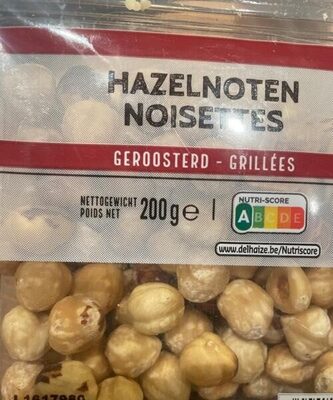 HAZELNOTEN
NOISETTES
GEROOSTERD - GRILLÉES
NETTOGEWICHT
POIDS NET
200g e
NUTRI-SCORE
A B C D E
www.delhaize.be/Nutriscore